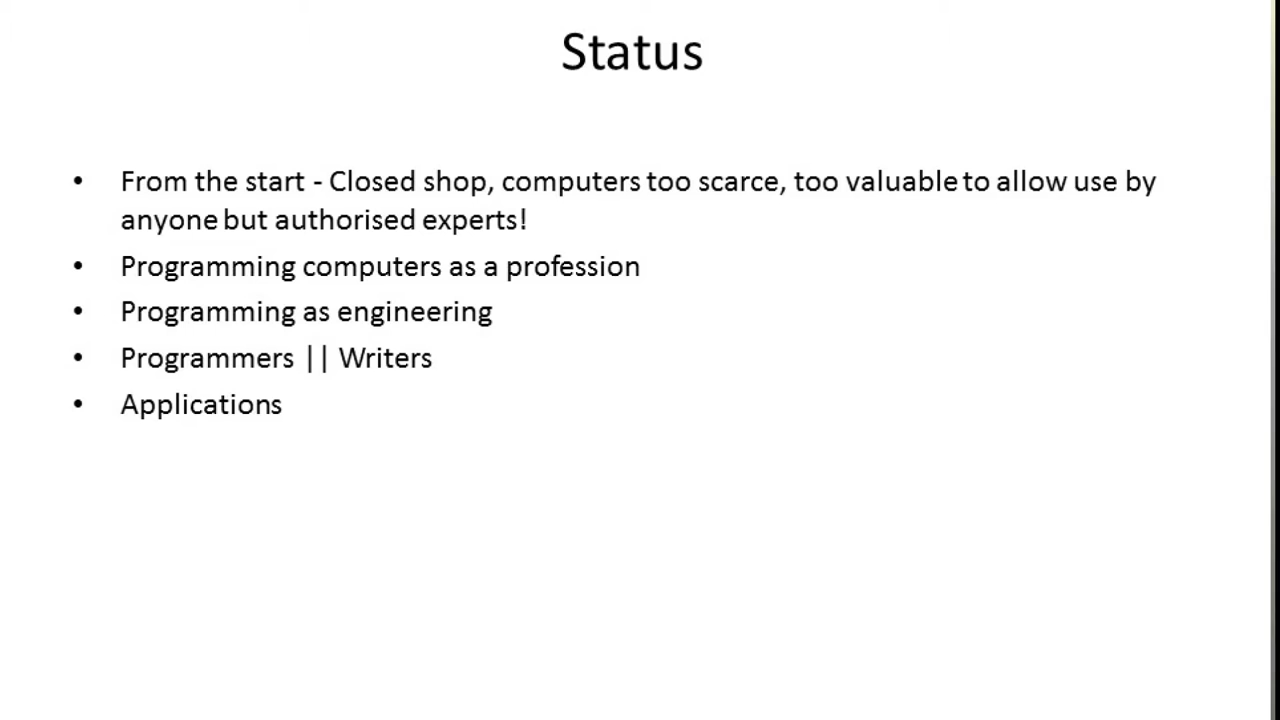 Status
• From the start - Closed shop, computers too scarce, too valuable to allow use by
anyone but authorised experts!
• Programming computers as a profession
• Programming as engineering
• Programmers || Writers
• Applications